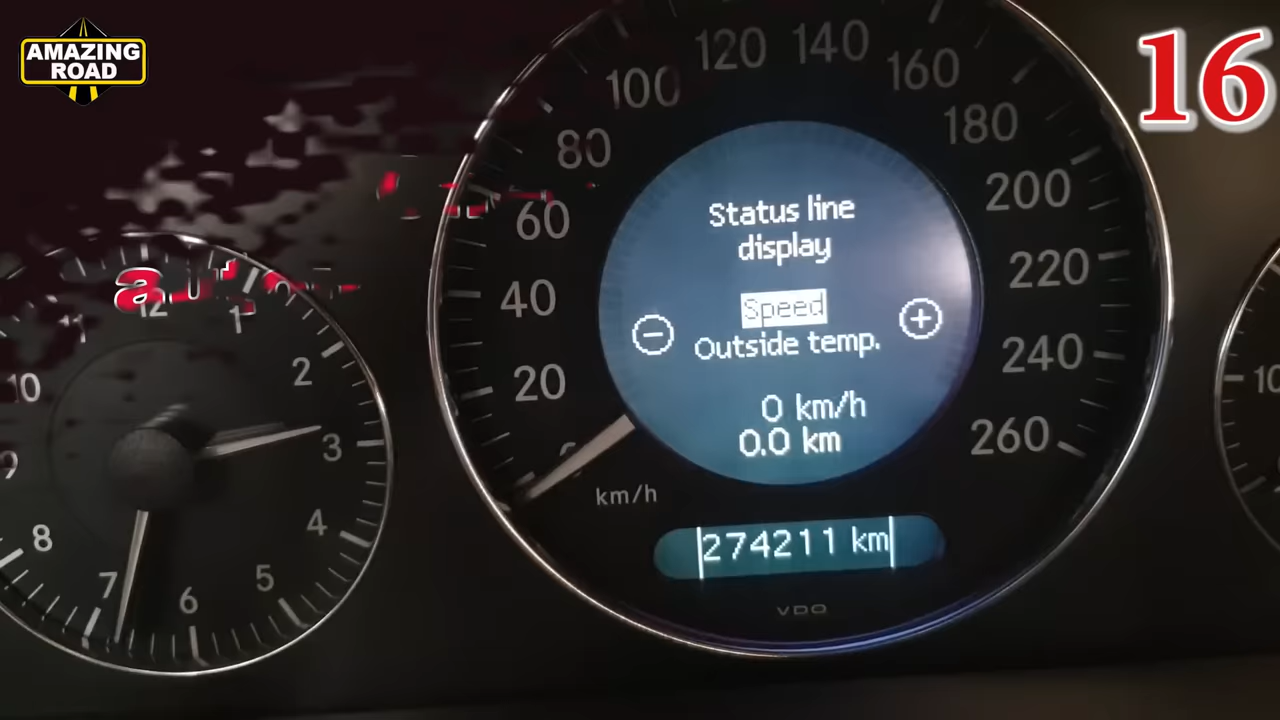 AMAZING
ROAD
16
120 140
100 160
80 180
60 200
40 220
20 240
260
km/h
Status line
display
Speed
Outside temp.
0 km/h
0.0 km
274211 km
VDO
12
1
2
3
4
5
6
7
8
9
10
10